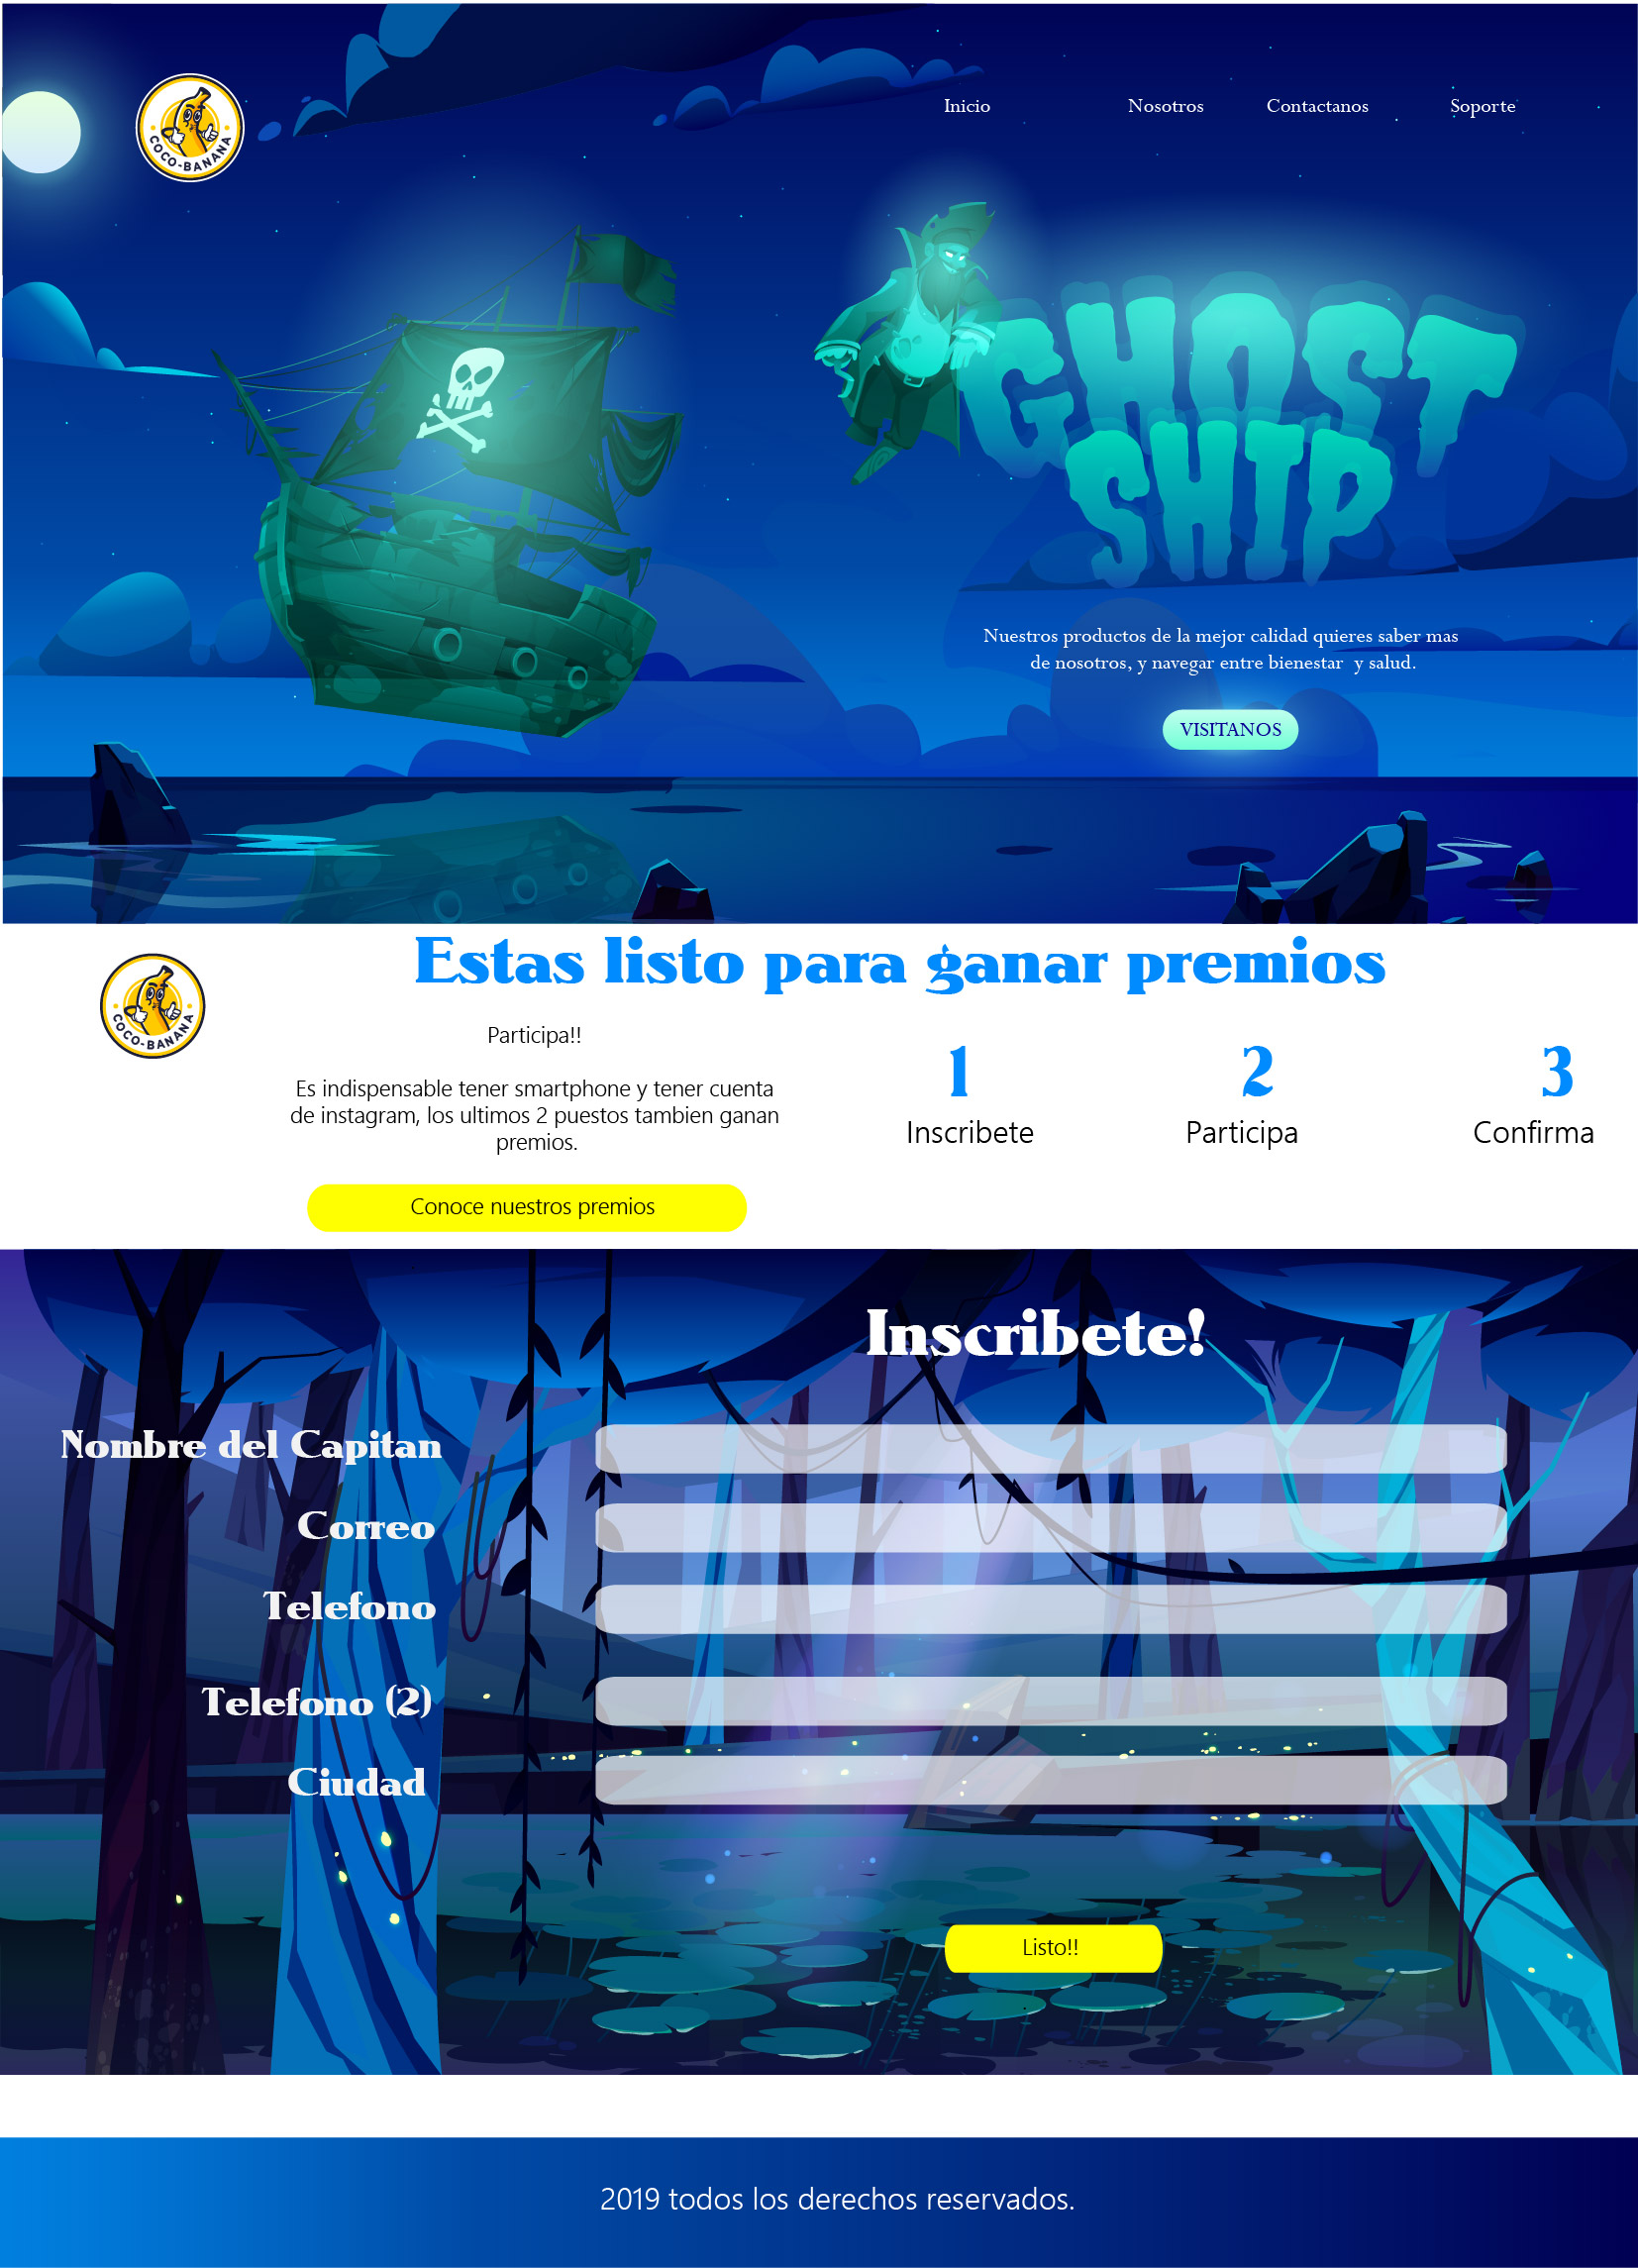 COCO-BANANA
Inicio Nosotros Contactanos Soporte
GHOST
SHIP
Nuestros productos de la mejor calidad quieres saber mas
de nosotros, y navegar entre bienestar y salud.
VISITANOS
Estas listo para ganar premios
COCO-BANANA
Participa!!
Es indispensable tener smartphone y tener cuenta
de instagram, los ultimos 2 puestos tambien ganan
premios.
Conoce nuestros premios
1 2 3
Inscribete Participa Confirma
Inscribete!
Nombre del Capitan
Correo
Telefono
Telefono (2)
Ciudad
Listo!!
2019 todos los derechos reservados.